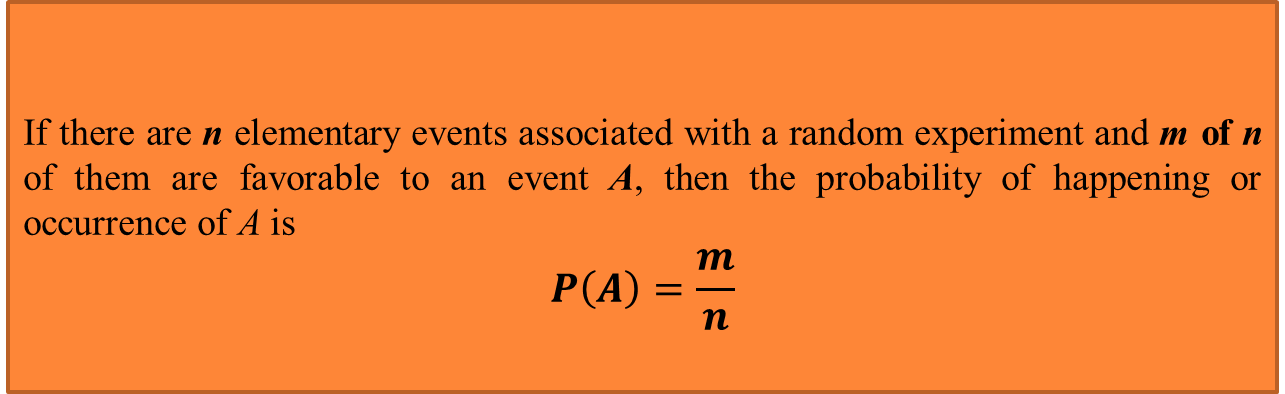 If there are n elementary events associated with a random experiment and m of n
of them are favorable to an event A, then the probability of happening or
occurrence of A is
P(A) = m/n